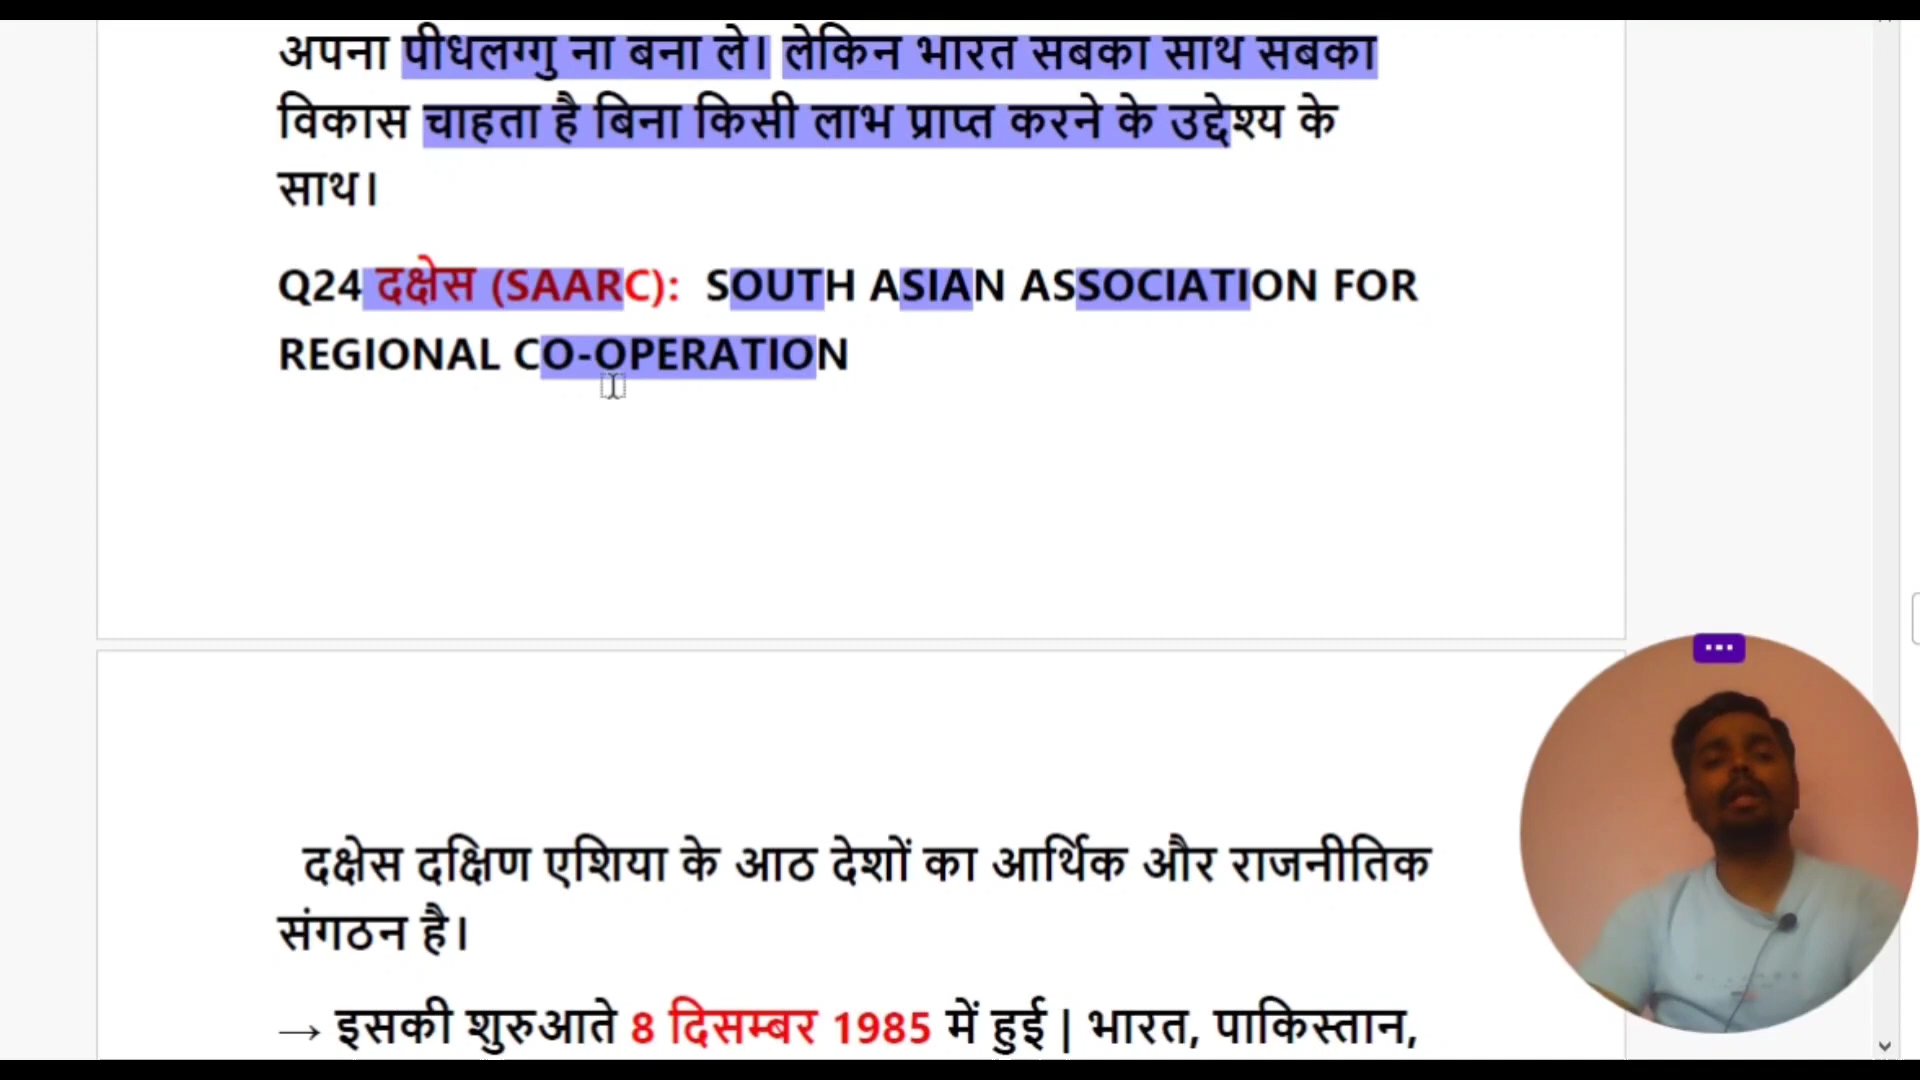 अपना पीधलग्गु ना बना ले। लेकिन भारत सबका साथ सबका
विकास चाहता है बिना किसी लाभ प्राप्त करने के उद्देश्य के
साथ।
Q24 दक्षेस (SAARC): SOUTH ASIAN ASSOCIATION FOR
REGIONAL CO-OPERATION
दक्षेस दक्षिण एशिया के आठ देशों का आर्थिक और राजनीतिक
संगठन है।
→ इसकी शुरुआते 8 दिसम्बर 1985 में हुई | भारत, पाकिस्तान,